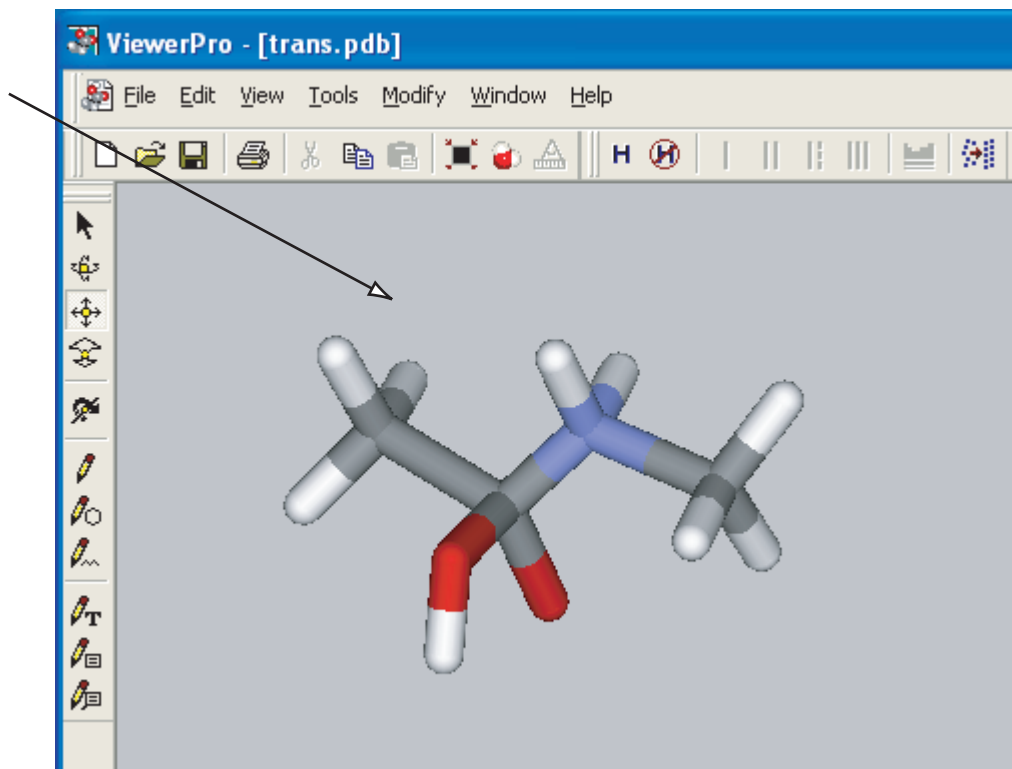 ViewerPro - [trans.pdb]
File Edit View Tools Modify Window Help
H H
T